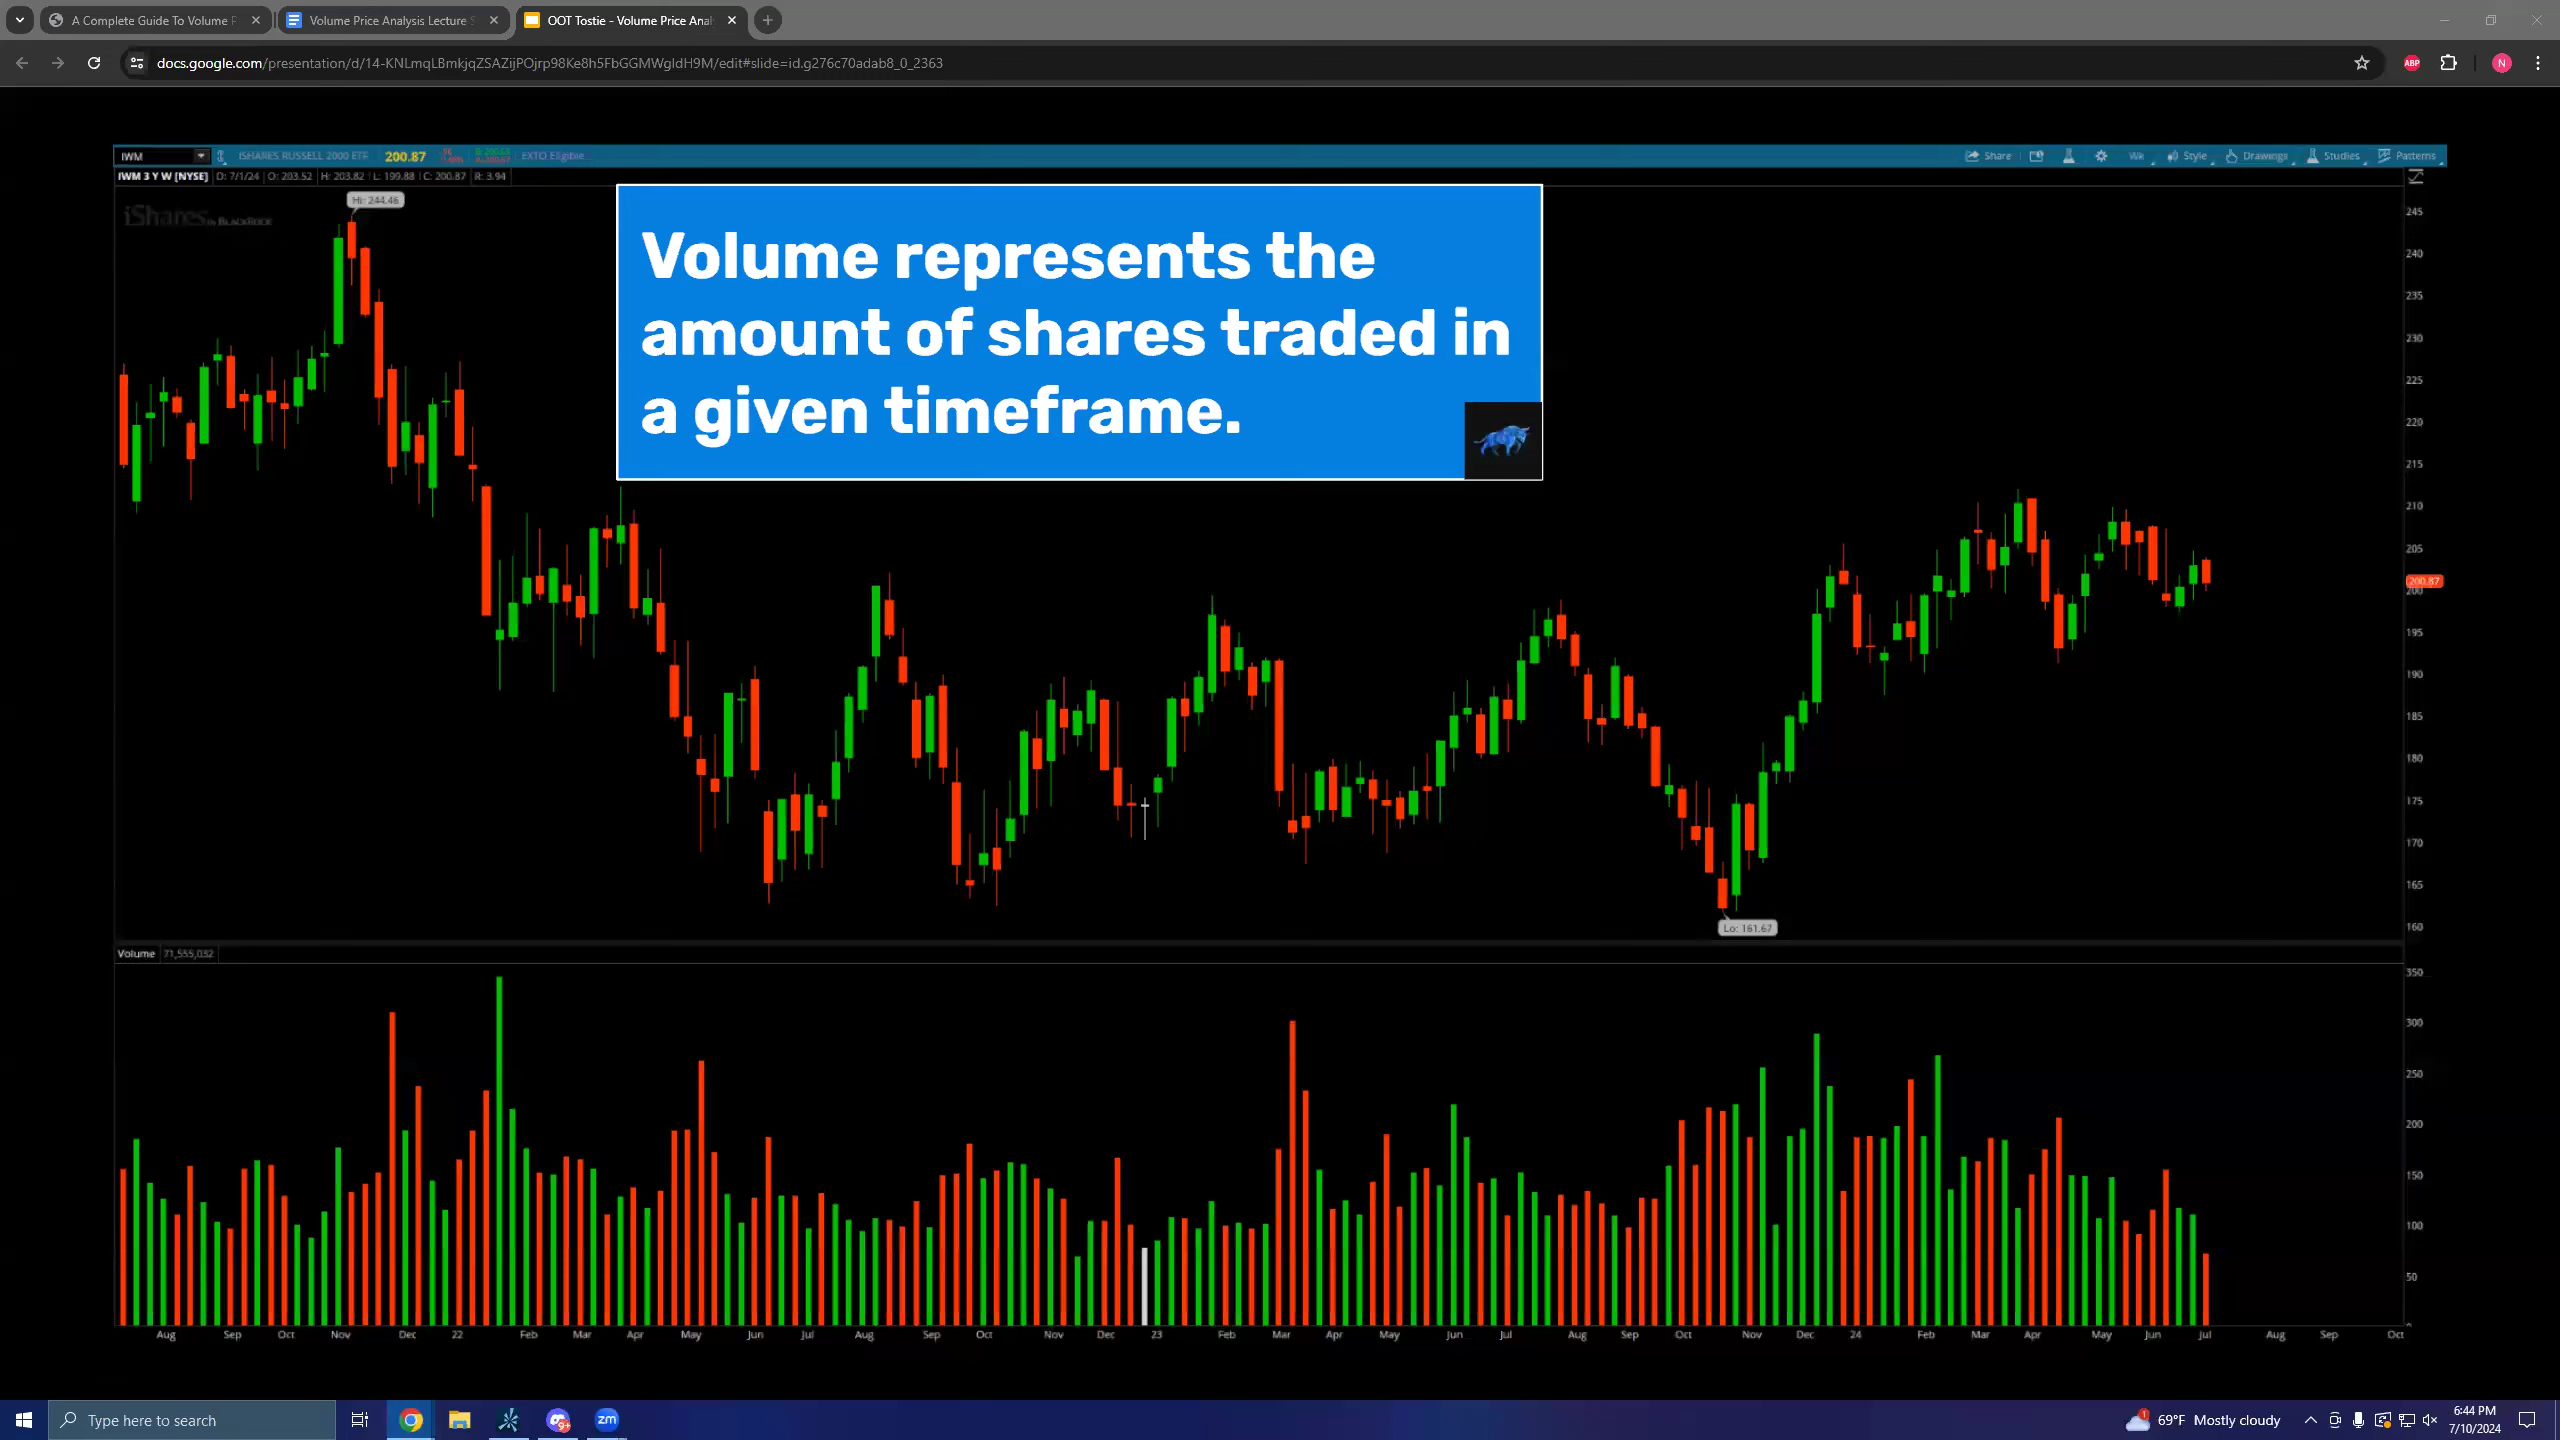 A Complete Guide To Volume P
Volume Price Analysis Lecture S
OOT Tostie - Volume Price Anal
docs.google.com/presentation/d/14-KNLmqLBmkjqZSAZijPOjrp98Ke8h5FbGGMWgldH9M/edit#slide=id.g276c70adab8_0_2363
ABP
N
IWM
ISHARES RUSSELL 2000 ETF
200.87
EXTO Eligible
Share
Wk
Style
Drawings
Studies
Patterns
IWM 3 Y W [NYSE]
D: 7/1/24
O: 203.52
H: 203.82
L: 199.88
C: 200.87
R: 3.94
iShares by BLACKROCK
Hi: 244.46
Volume represents the
amount of shares traded in
a given timeframe.
245
240
235
230
225
220
215
210
205
200.87
200
195
190
185
180
175
170
165
160
Lo: 161.67
Volume
71,555,032
350
300
250
200
150
100
50
Aug Sep Oct Nov Dec 22 Feb Mar Apr May Jun Jul Aug Sep Oct Nov Dec 23 Feb Mar Apr May Jun Jul Aug Sep Oct Nov Dec 24 Feb Mar Apr May Jun Jul Aug Sep Oct
Type here to search
9+
zm
1
69°F Mostly cloudy
6:44 PM
7/10/2024